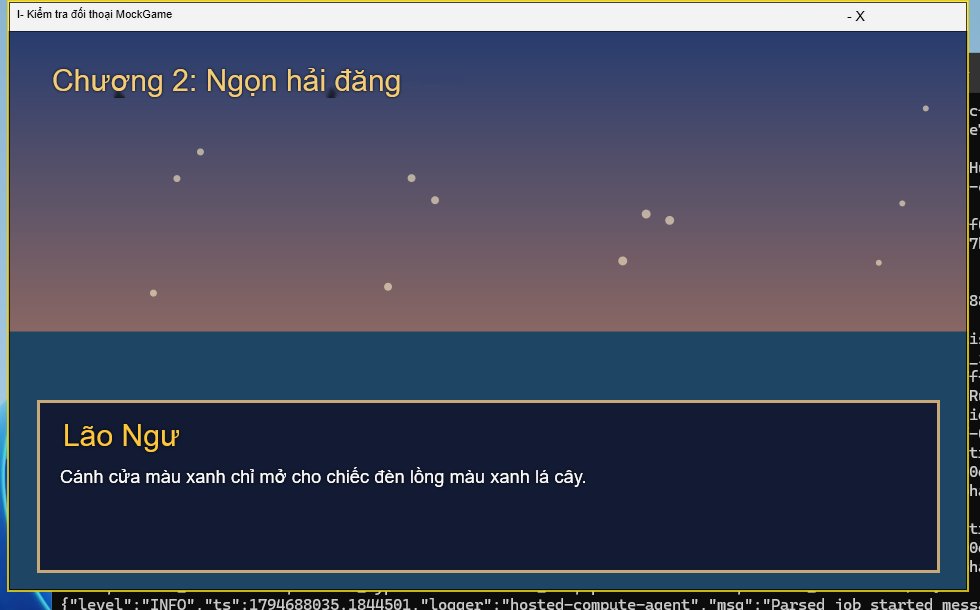 I- Kiểm tra đối thoại MockGame
- X
Chương 2: Ngọn hải đăng
Lão Ngư
Cánh cửa màu xanh chỉ mở cho chiếc đèn lồng màu xanh lá cây.
{"level":"INFO","ts":1794688035.1844501,"logger":"hosted-compute-agent","msg":"Parsed job started mes